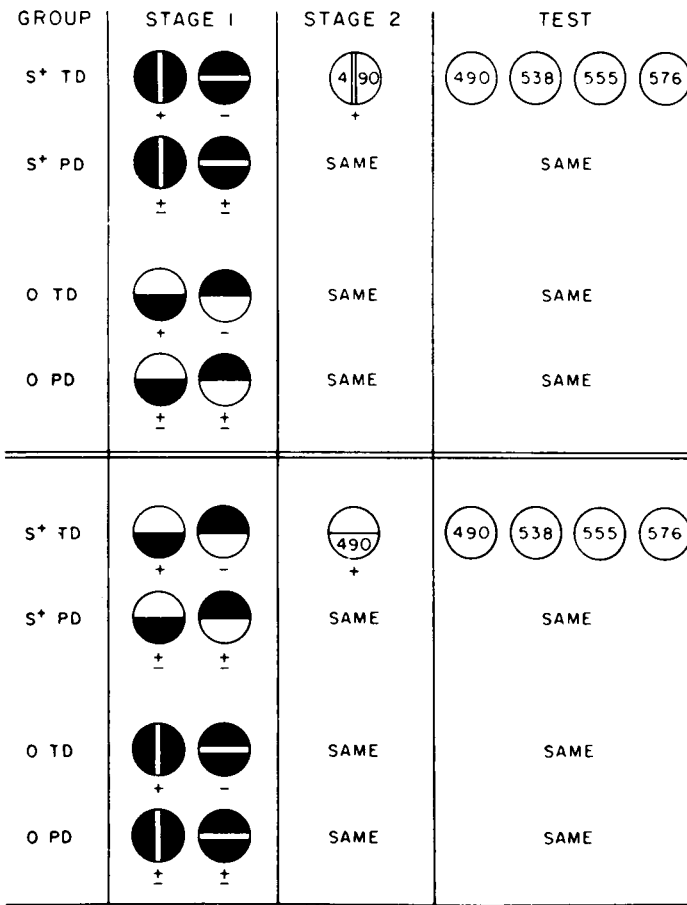 GROUP STAGE 1 STAGE 2 TEST
S+ TD 4 90 490 538 555 576
+ - +
S+ PD SAME SAME
± ±
O TD SAME SAME
+ -
O PD SAME SAME
± ±
S+ TD 490 490 538 555 576
+ - +
S+ PD SAME SAME
± ±
O TD SAME SAME
+ -
O PD SAME SAME
± ±